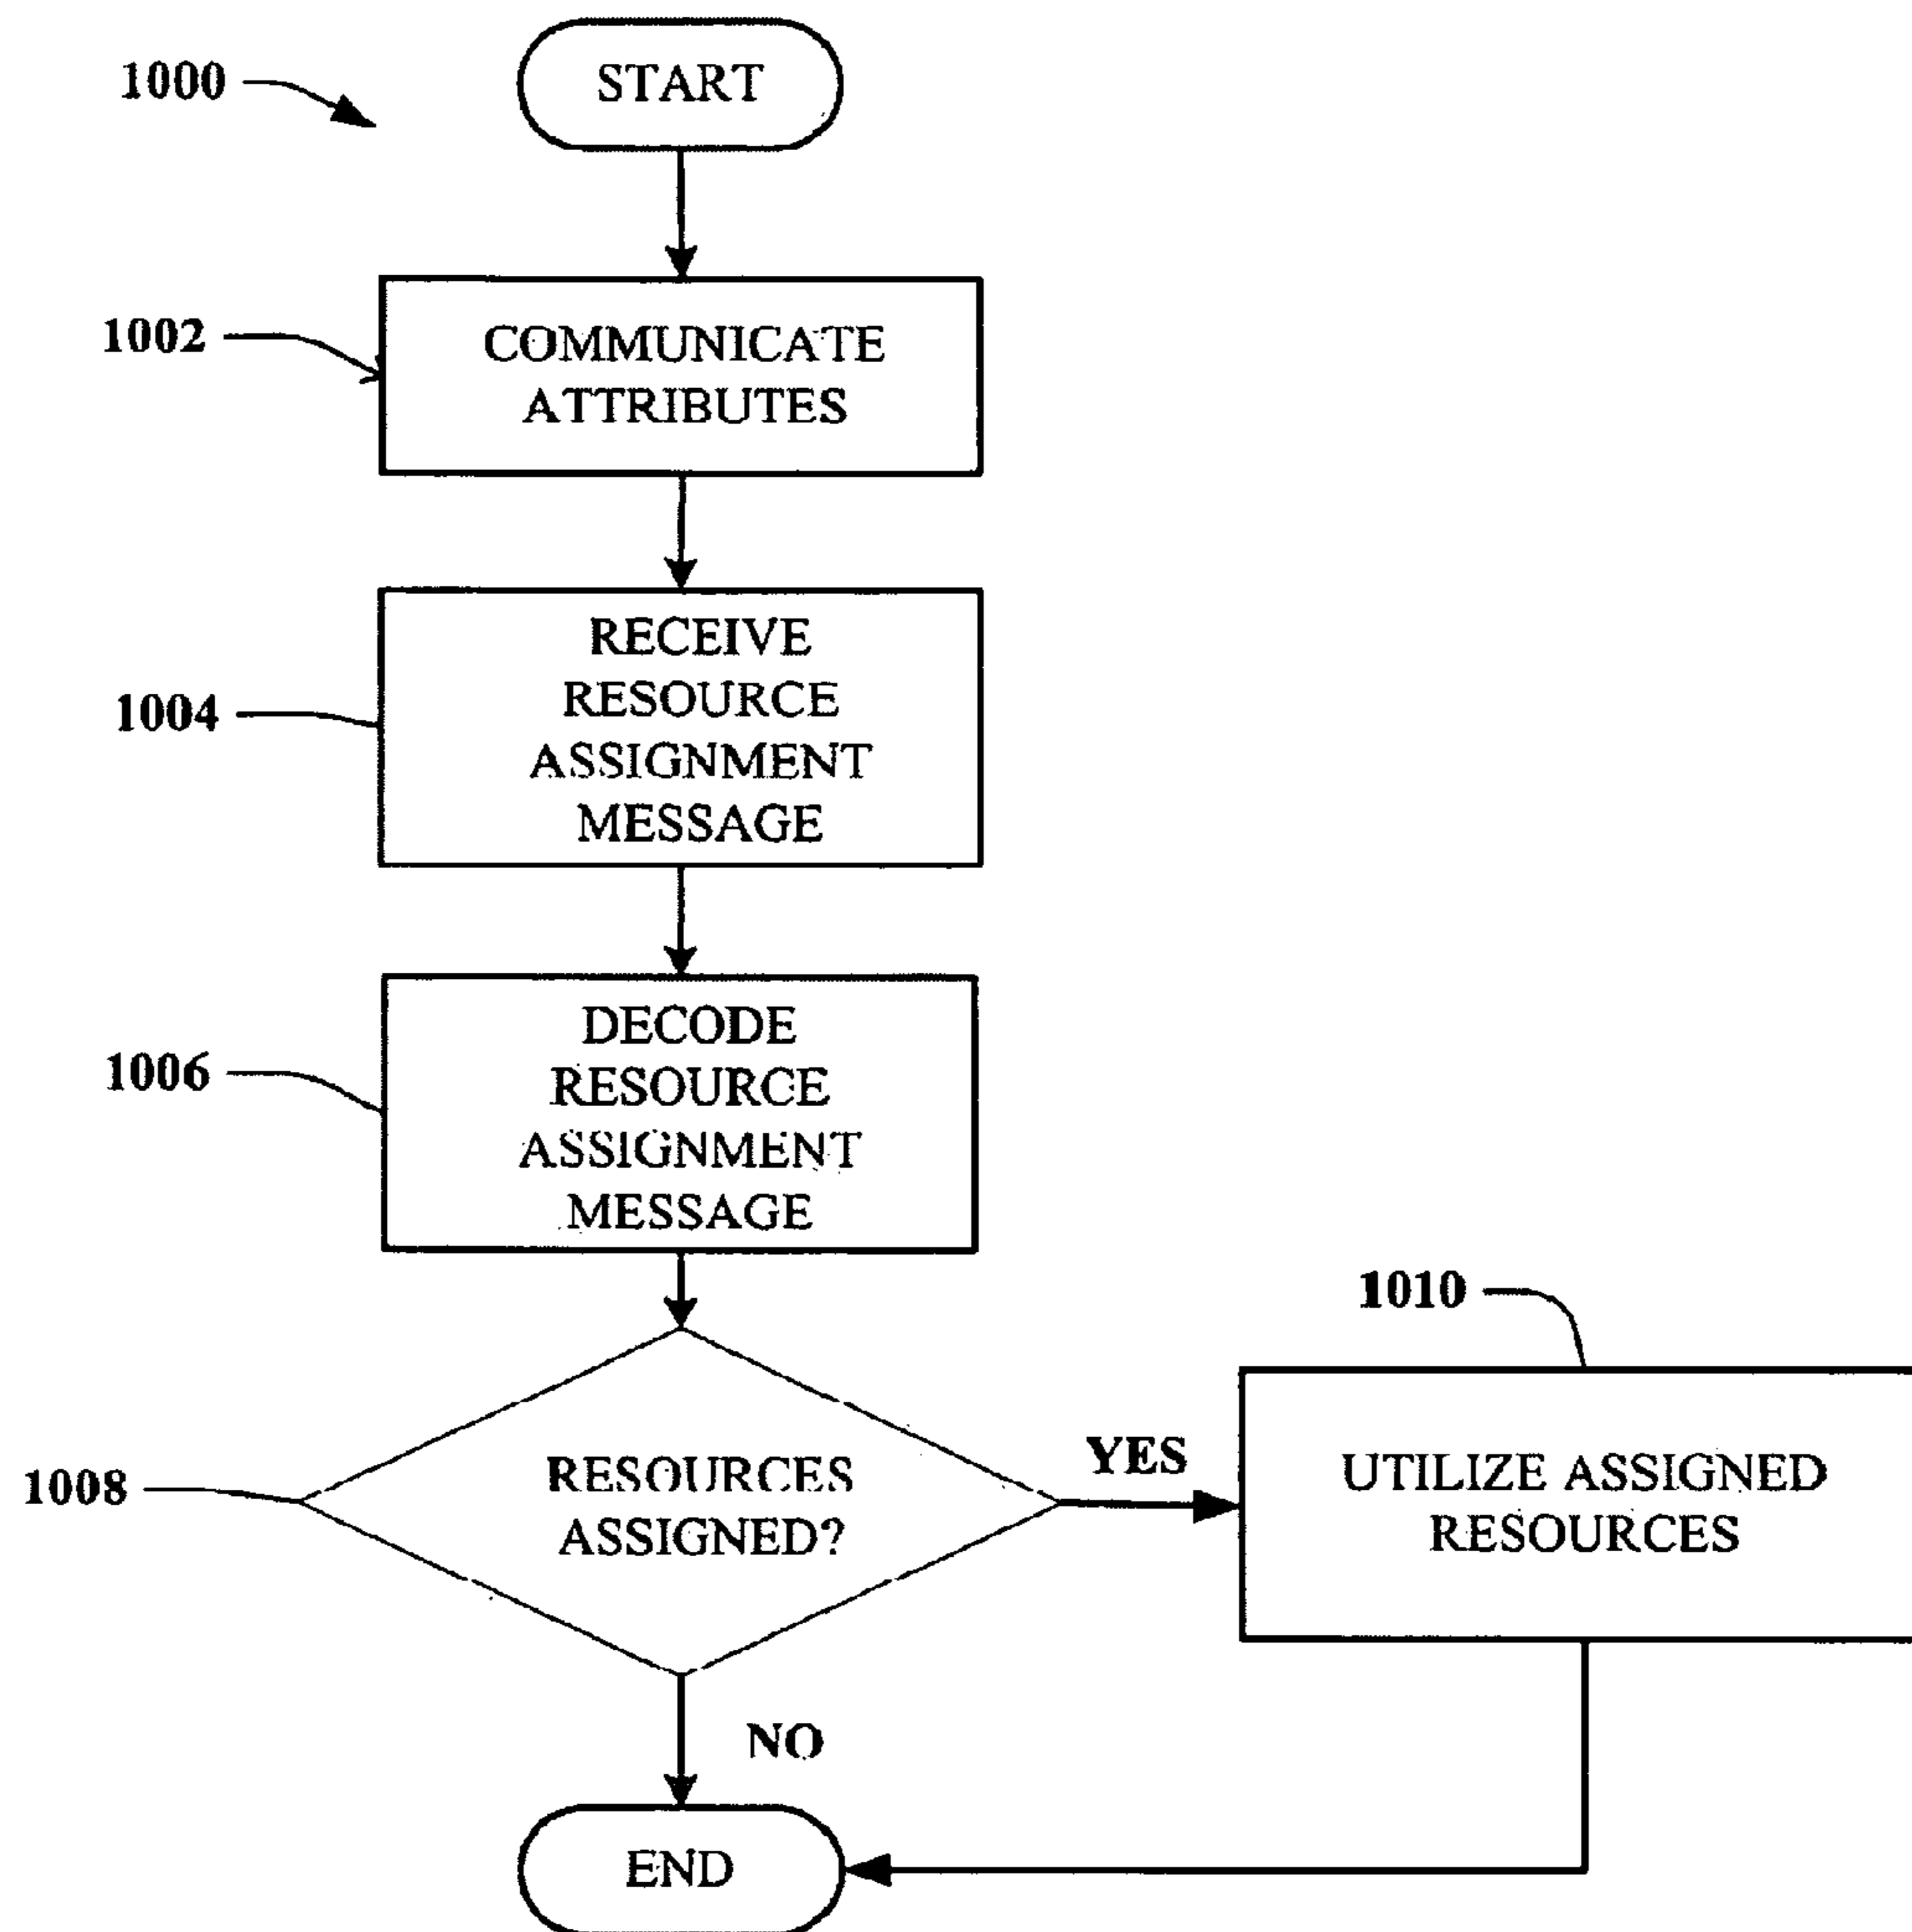 1000
START
1002
COMMUNICATE
ATTRIBUTES
1004
RECEIVE
RESOURCE
ASSIGNMENT
MESSAGE
1006
DECODE
RESOURCE
ASSIGNMENT
MESSAGE
1008
RESOURCES
ASSIGNED?
YES
1010
UTILIZE ASSIGNED
RESOURCES
NO
END